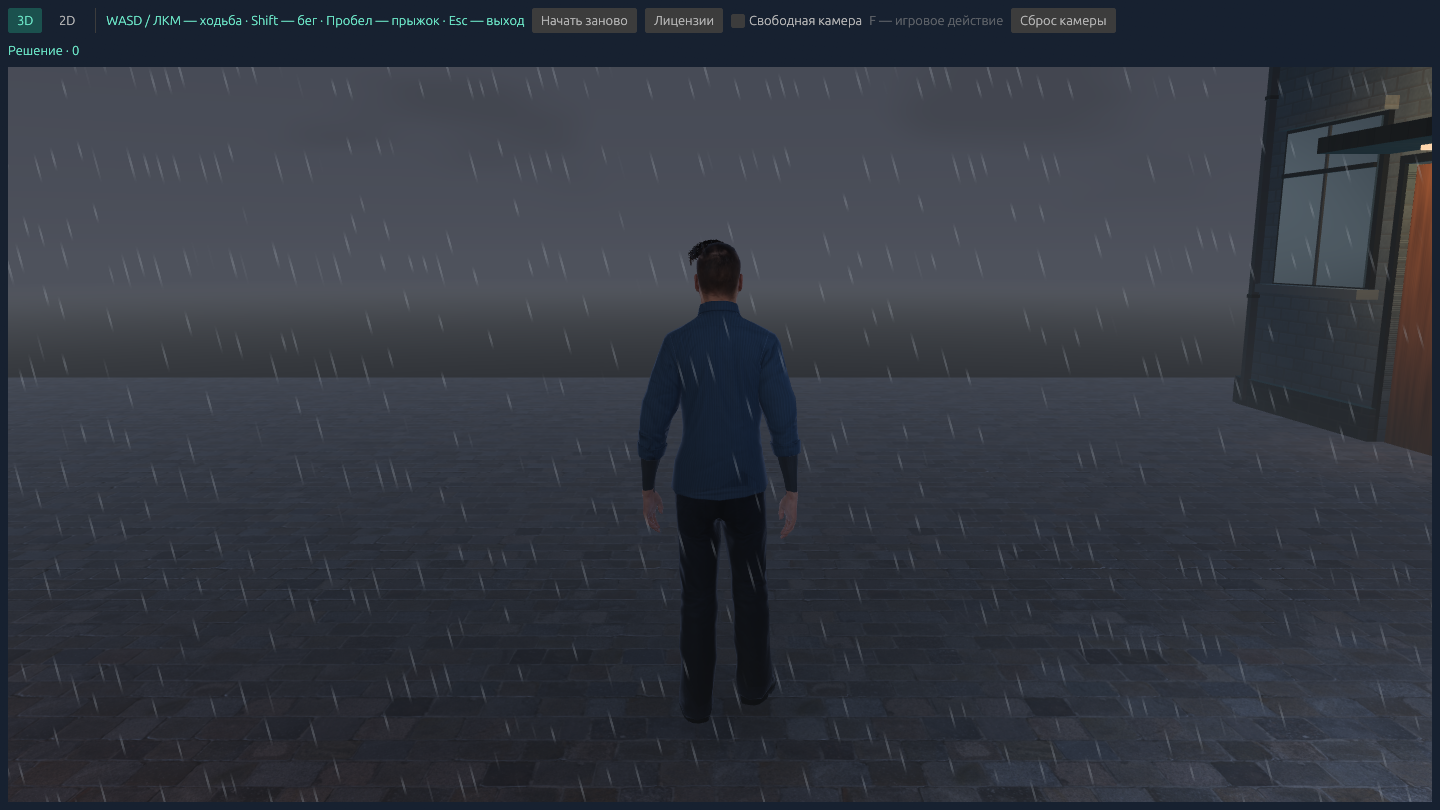 3D 2D WASD / ЛКМ — ходьба · Shift — бег · Пробел — прыжок · Esc — выход Начать заново Лицензии Свободная камера F — игровое действие Сброс камеры
Решение · 0